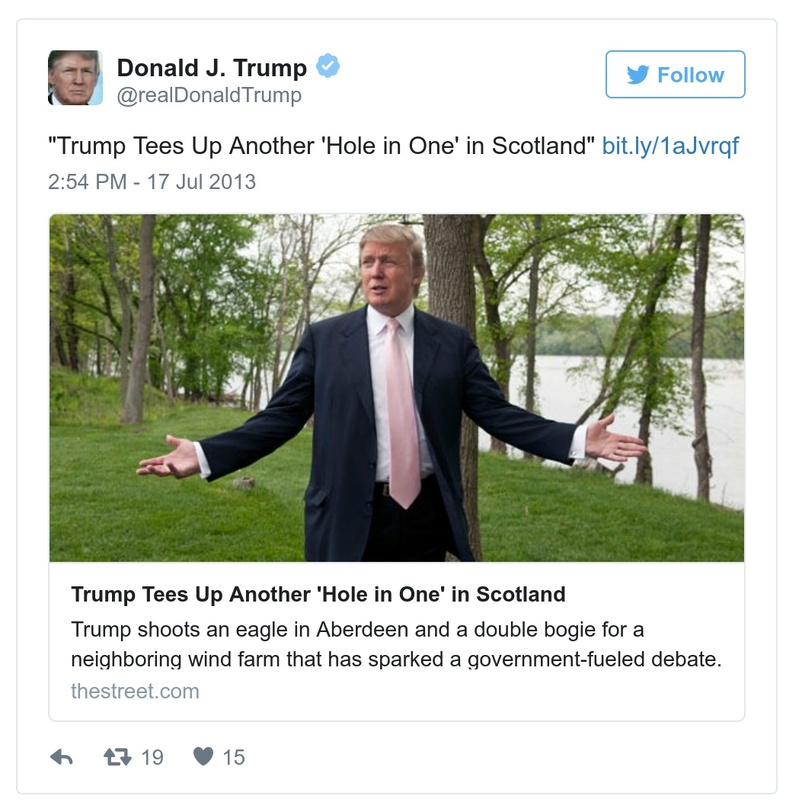 Donald J. Trump
@realDonaldTrump
Follow
"Trump Tees Up Another 'Hole in One' in Scotland" bit.ly/1aJvrqf
2:54 PM - 17 Jul 2013
Trump Tees Up Another 'Hole in One' in Scotland
Trump shoots an eagle in Aberdeen and a double bogie for a
neighboring wind farm that has sparked a government-fueled debate.
thestreet.com
19 15